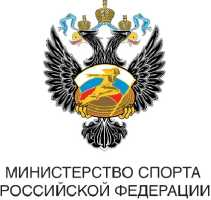 МИНИСТЕРСТВО СПОРТА
РОССИЙСКОЙ ФЕДЕРАЦИИ